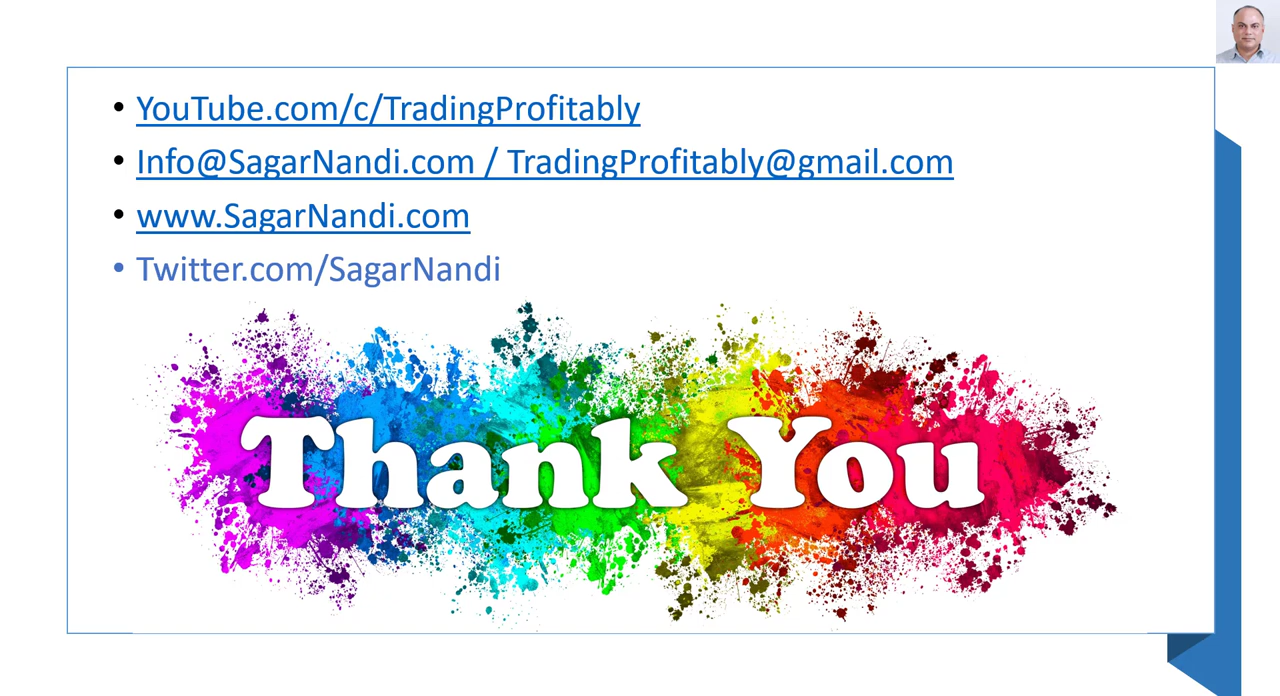 • YouTube.com/c/TradingProfitably
• Info@SagarNandi.com / TradingProfitably@gmail.com
• www.SagarNandi.com
• Twitter.com/SagarNandi
Thank You